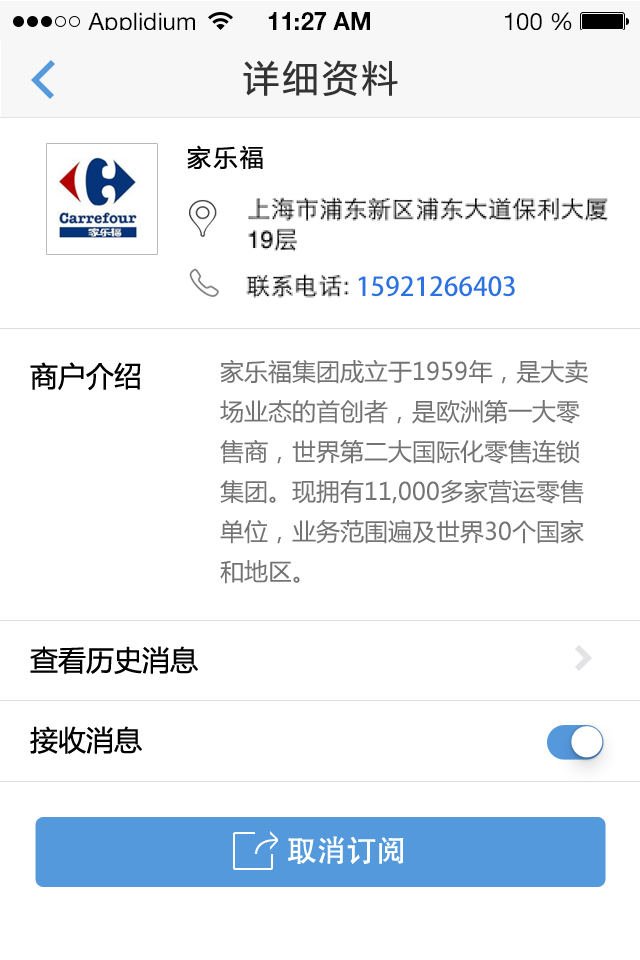 Applidium 11:27 AM 100 %
详细资料
Carrefour
家乐福
家乐福
上海市浦东新区浦东大道保利大厦
19层
联系电话: 15921266403
商户介绍
家乐福集团成立于1959年，是大卖
场业态的首创者，是欧洲第一大零
售商，世界第二大国际化零售连锁
集团。现拥有11,000多家营运零售
单位，业务范围遍及世界30个国家
和地区。
查看历史消息
接收消息
取消订阅